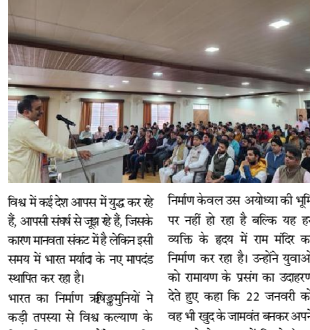 विश्व में कई देश आपस में युद्ध कर रहे
हैं, आपसी संघर्ष से जूझ रहे हैं, जिसके
कारण मानवता संकट में है लेकिन इसी
समय में भारत मर्यादा के नए मापदंड
स्थापित कर रहा है।
भारत का निर्माण ऋषिमुनियों ने
कड़ी तपस्या से विश्व कल्याण के
निर्माण केवल उस अयोध्या की भूमि
पर नहीं हो रहा है बल्कि यह
व्यक्ति के हृदय में राम मंदिर
निर्माण कर रहा है। उन्होंने युवाओं
को रामायण के प्रसंग का उदाहरण
देते हुए कहा कि 22 जनवरी को
वह भी खुद के जामवंत बनकर अपने